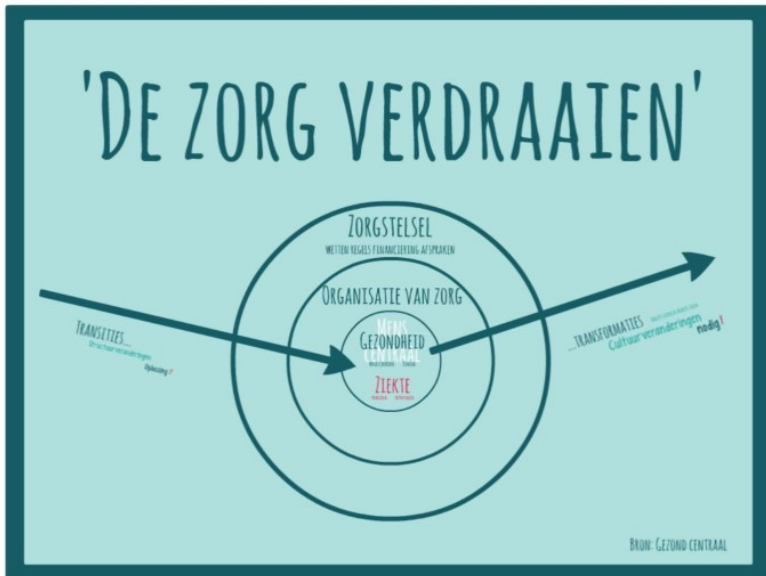 'De zorg verdraaien'
Zorgstelsel
wetten regels financiering afspraken
Organisatie van zorg
Mens
Gezondheid
centraal
Ziekte
Transities...
Structuurveranderingen
Oplossing?
...Transformaties
Cultuurveranderingen
nodig!
Bron: Gezond centraal